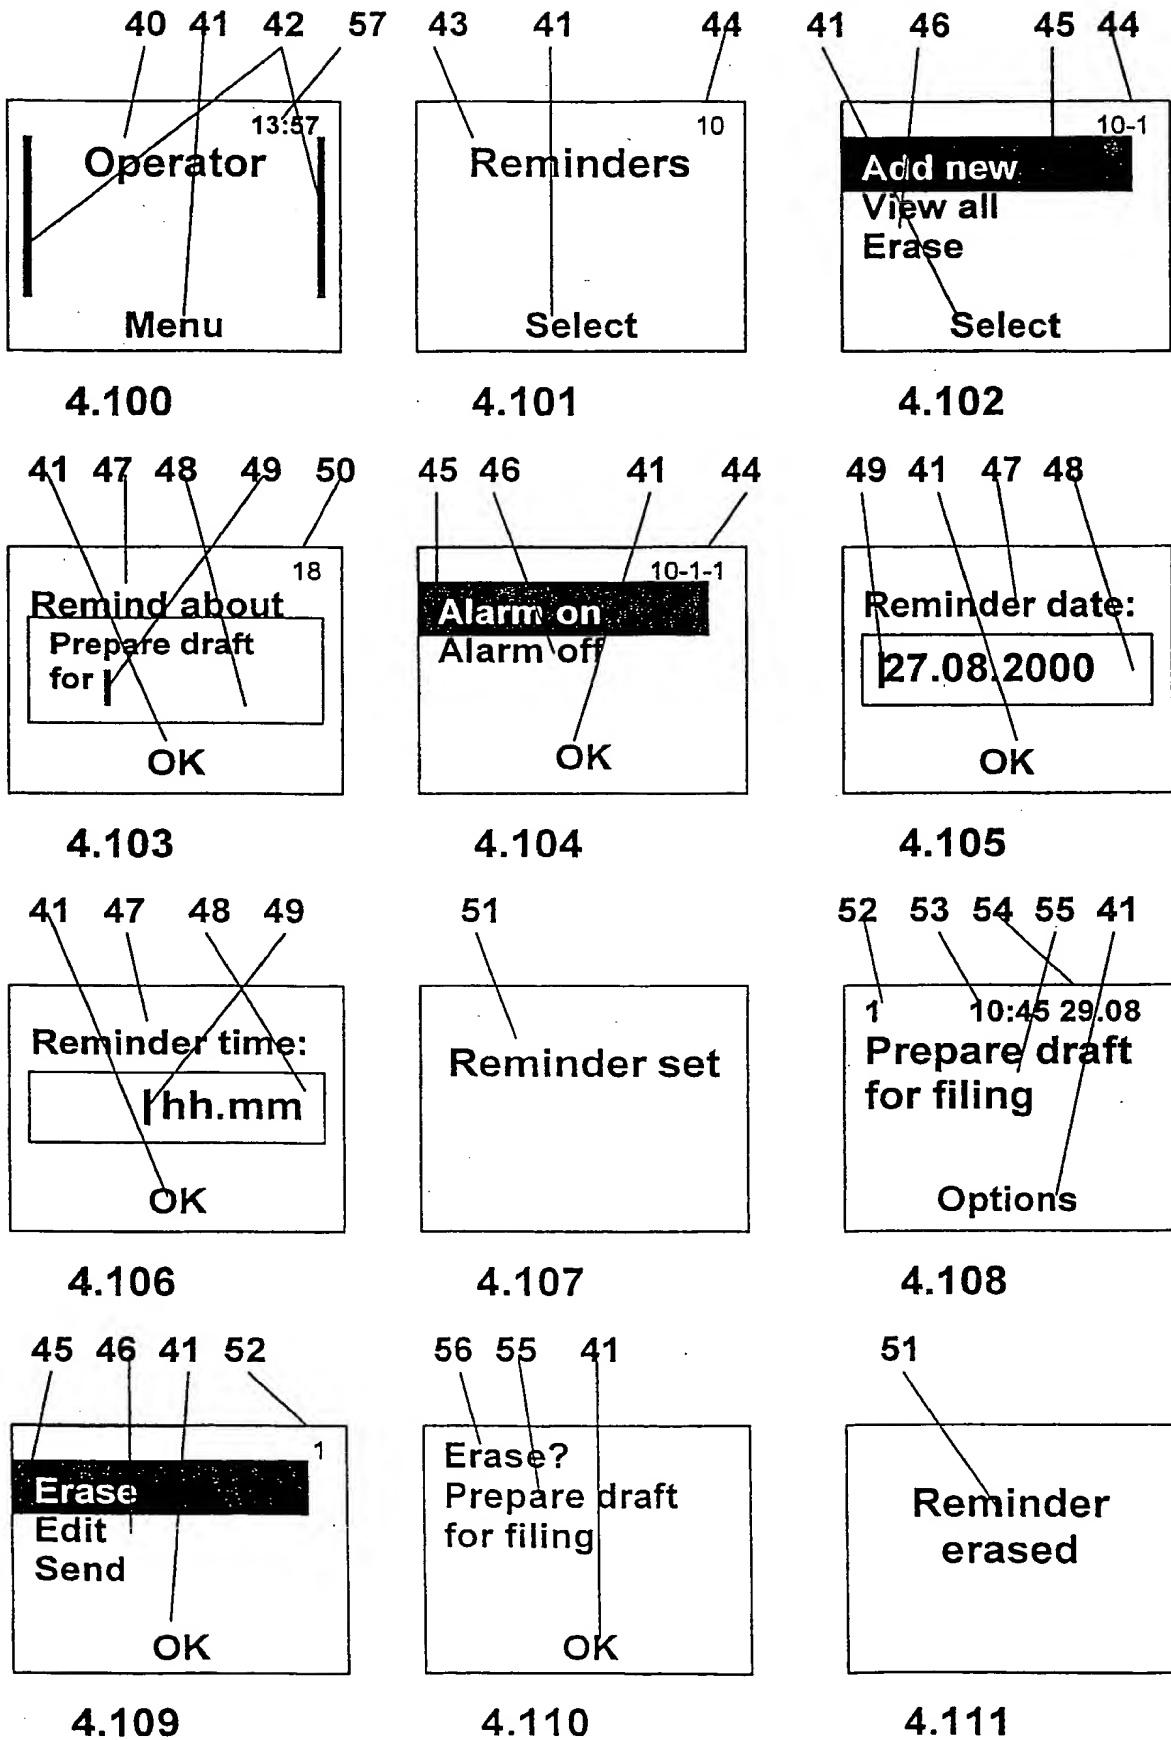 40 41 42 57
13:57
Operator
Menu
4.100
43 41 44
10
Reminders
Select
4.101
41 46 45 44
10-1
Add new
View all
Erase
Select
4.102
41 47 48 49 50
18
Remind about
Prepare draft
for
OK
4.103
45 46 41 44
10-1-1
Alarm on
Alarm off
OK
4.104
49 41 47 48
Reminder date:
27.08.2000
OK
4.105
41 47 48 49
Reminder time:
hh.mm
OK
4.106
51
Reminder set
4.107
52 53 54 55 41
1 10:45 29.08
Prepare draft
for filing
Options
4.108
45 46 41 52
1
Erase
Edit
Send
OK
4.109
56 55 41
Erase?
Prepare draft
for filing
OK
4.110
51
Reminder
erased
4.111